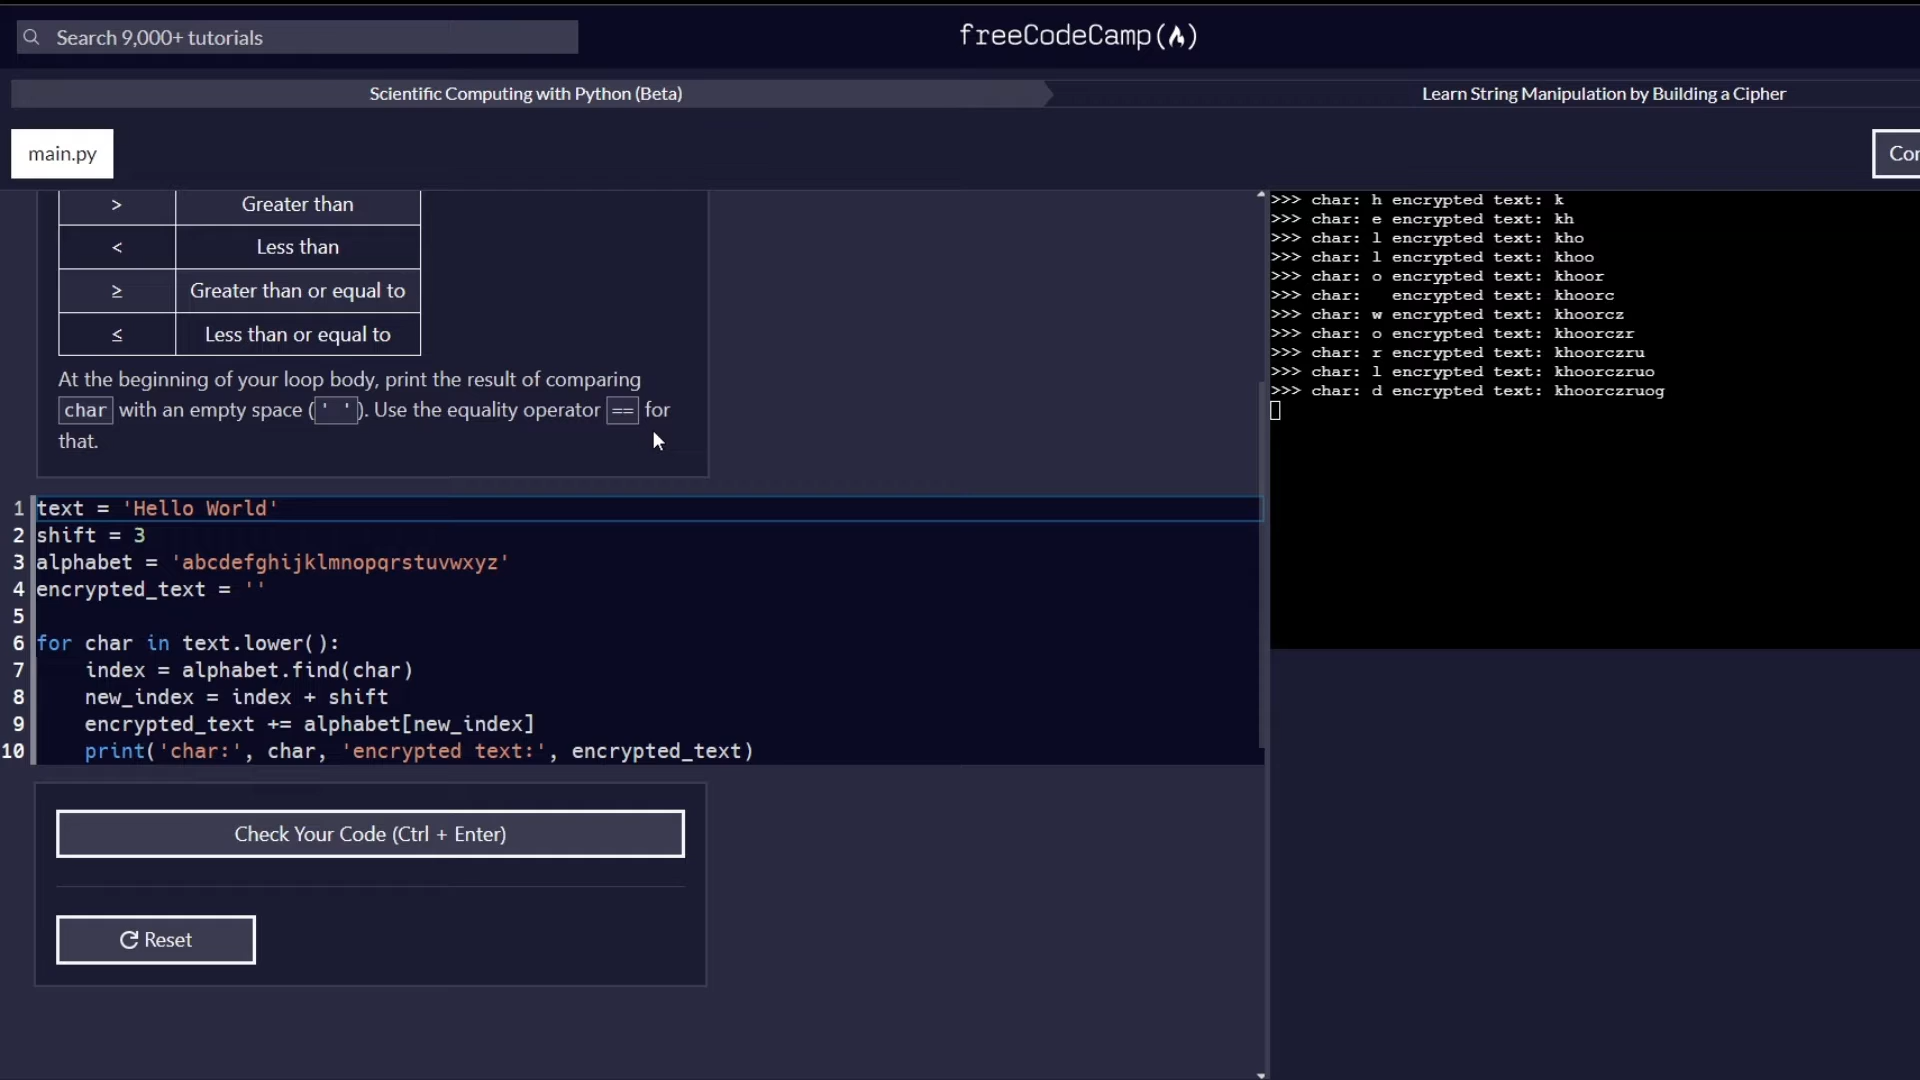 Search 9,000+ tutorials
freeCodeCamp
Scientific Computing with Python (Beta)
Learn String Manipulation by Building a Cipher
main.py
Con
> Greater than
< Less than
≥ Greater than or equal to
≤ Less than or equal to
At the beginning of your loop body, print the result of comparing
char with an empty space (' '). Use the equality operator == for
that.
1 text = 'Hello World'
2 shift = 3
3 alphabet = 'abcdefghijklmnopqrstuvwxyz'
4 encrypted_text = ''
5
6 for char in text.lower():
7     index = alphabet.find(char)
8     new_index = index + shift
9     encrypted_text += alphabet[new_index]
10     print('char:', char, 'encrypted text:', encrypted_text)
Check Your Code (Ctrl + Enter)
Reset
>>> char: h encrypted text: k
>>> char: e encrypted text: kh
>>> char: l encrypted text: kho
>>> char: l encrypted text: khoo
>>> char: o encrypted text: khoor
>>> char:   encrypted text: khoorc
>>> char: w encrypted text: khoorcz
>>> char: o encrypted text: khoorczr
>>> char: r encrypted text: khoorczru
>>> char: l encrypted text: khoorczruo
>>> char: d encrypted text: khoorczruog